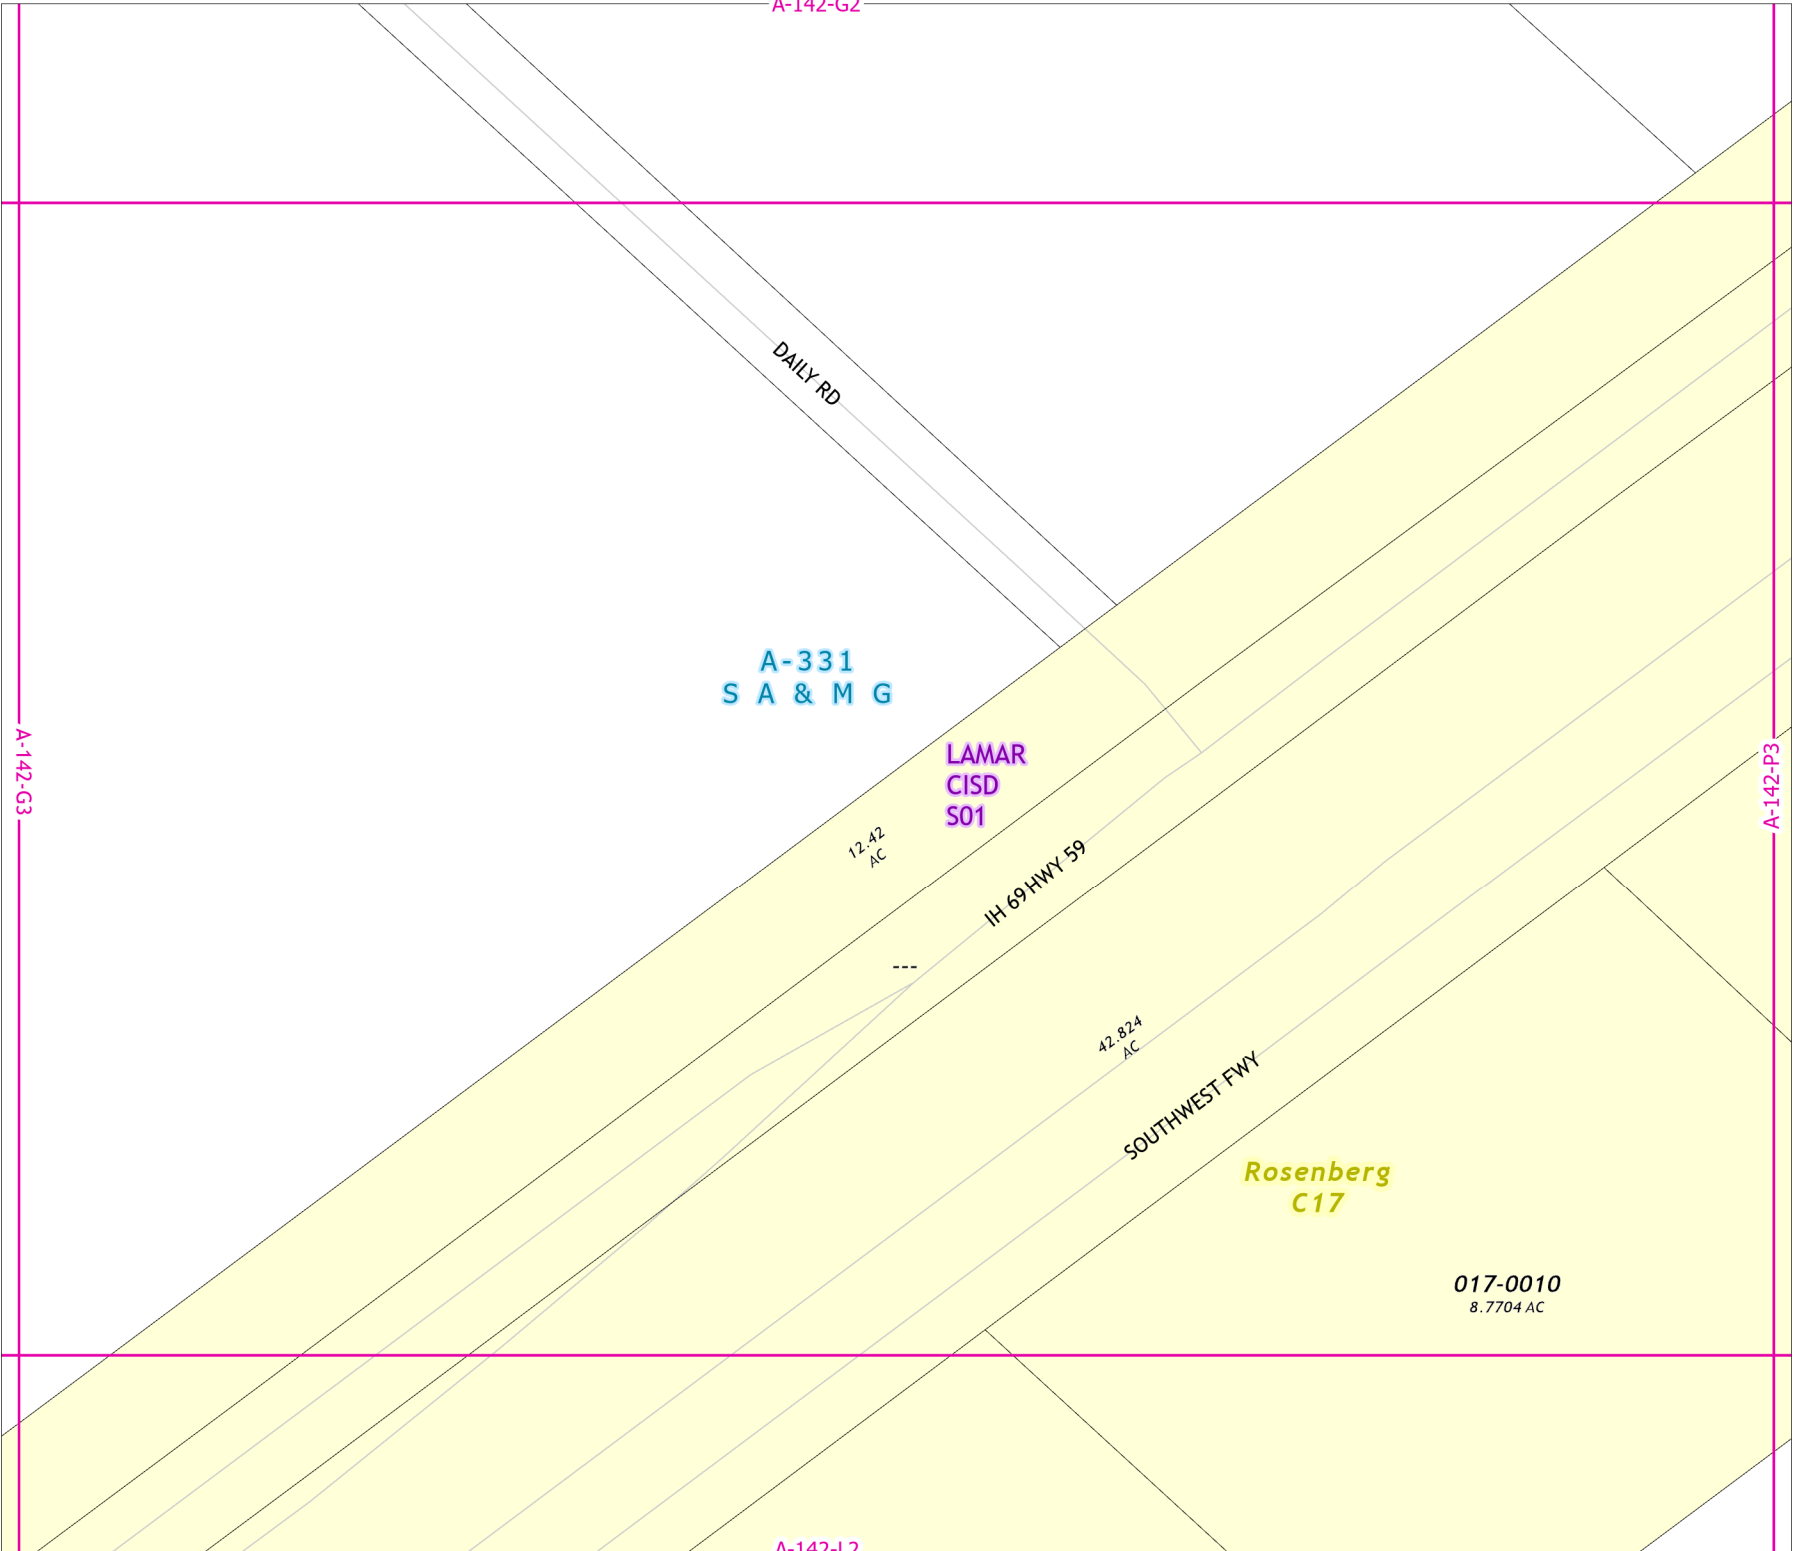 A-142-G2
DAILY RD
A-331
S A & M G
A-142-G3
LAMAR
CISD
S01
A-142-P3
12.42
AC
IH 69 HWY 59
---
42.824
AC
SOUTHWEST FWY
Rosenberg
C17
017-0010
8.7704 AC
A-142-L2